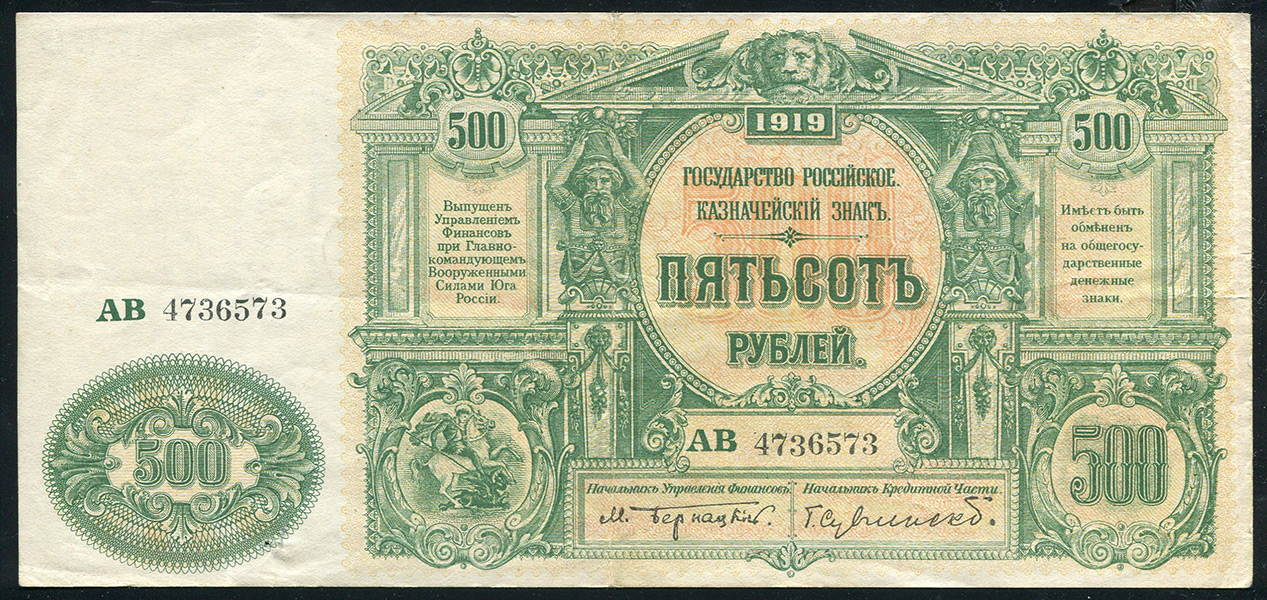 500
500
1919
ГОСУДАРСТВО РОССІЙСКОЕ.
КАЗНАЧЕЙСКІЙ ЗНАКЪ.
ПЯТЬСОТЪ
РУБЛЕЙ.
Выпущенъ
Управленіемъ
Финансовъ
при Главно-
командующемъ
Вооруженными
Силами Юга
Россіи.
Имѣетъ быть
обмѣненъ
на общегосу-
дарственные
денежные
знаки.
АВ 4736573
500
АВ 4736573
500
Начальникъ Управленія Финансовъ
Начальникъ Кредитной Части.
М. Бернацкій.
500